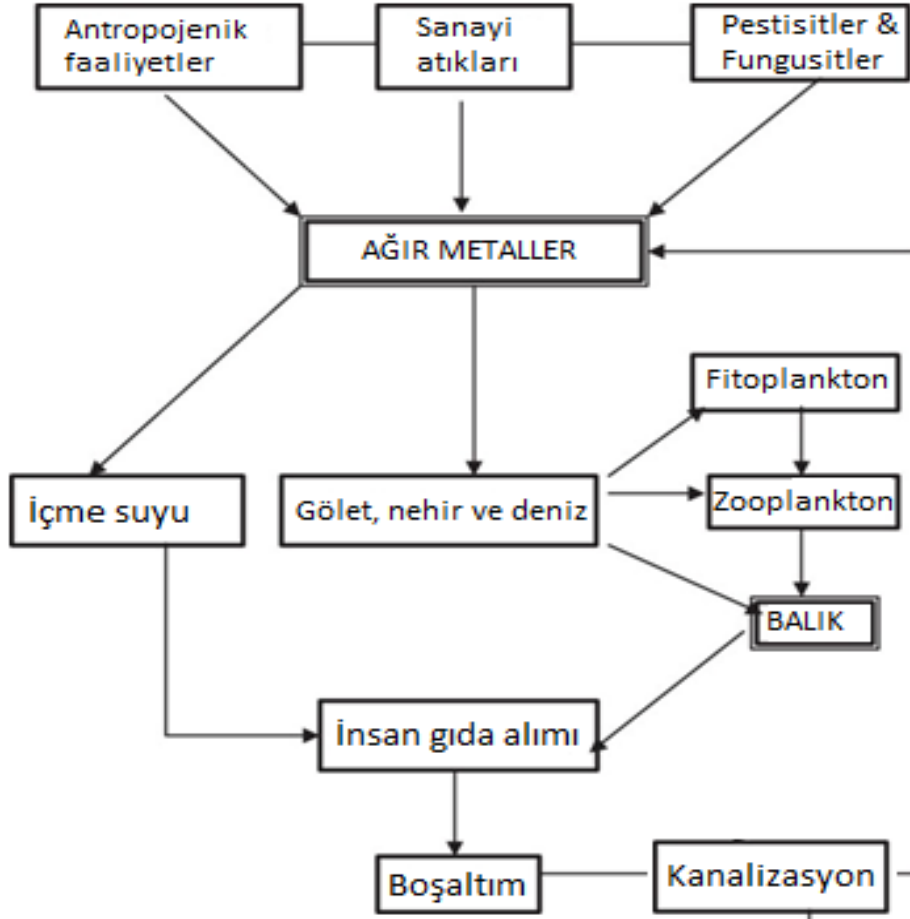 Antropojenik
faaliyetler
Sanayi
atıkları
Pestisitler &
Fungusitler
AĞIR METALLER
Fitoplankton
İçme suyu
Gölet, nehir ve deniz
Zooplankton
BALIK
İnsan gıda alımı
Boşaltım
Kanalizasyon